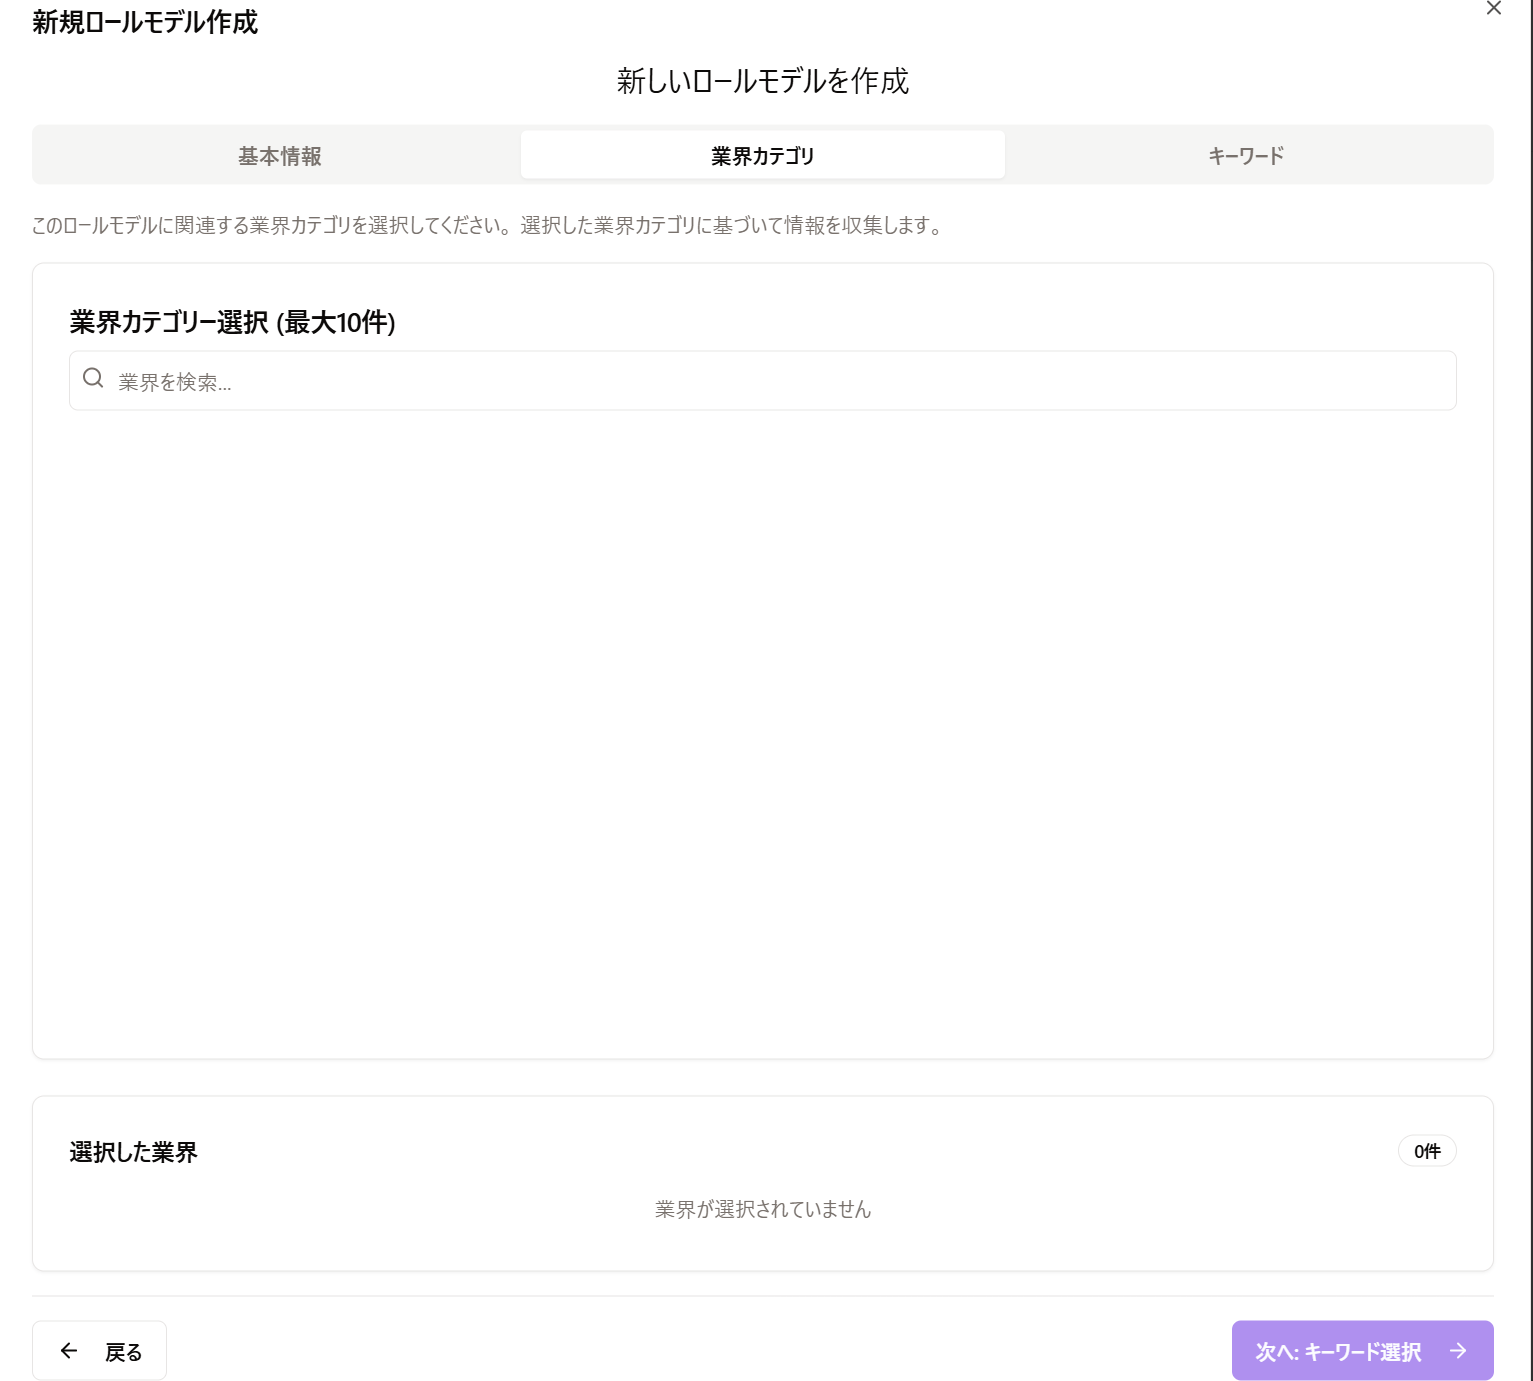 新規ロールモデル作成
新しいロールモデルを作成
基本情報
業界カテゴリ
キーワード
このロールモデルに関連する業界カテゴリを選択してください。選択した業界カテゴリに基づいて情報を収集します。
業界カテゴリー選択 (最大10件)
業界を検索...
選択した業界
0件
業界が選択されていません
戻る
次へ: キーワード選択